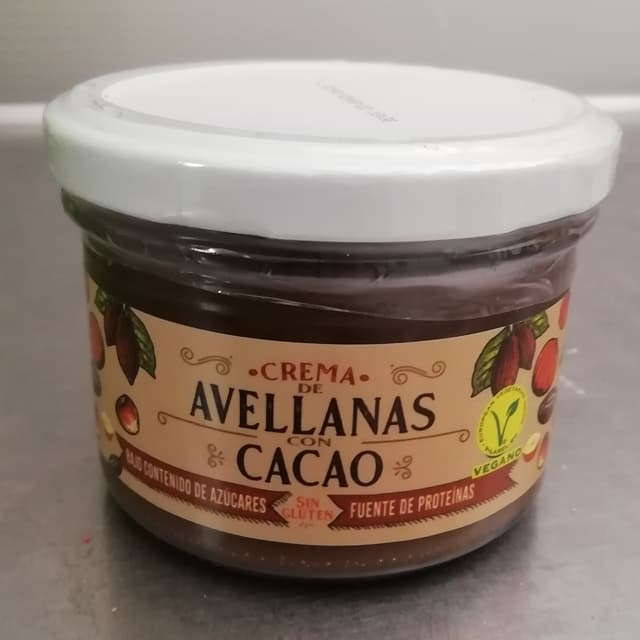 •CREMA•
DE
AVELLANAS
CON
CACAO
BAJO CONTENIDO DE AZÚCARES
SIN
GLUTEN
FUENTE DE PROTEÍNAS
VEGANO